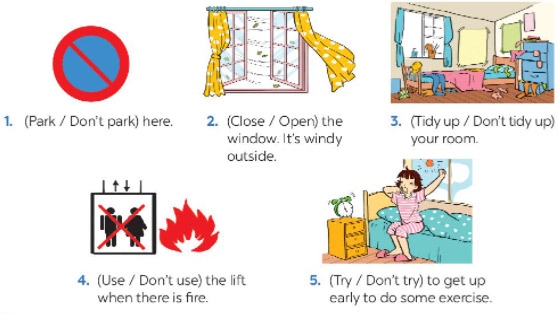 1. (Park / Don't park) here.
2. (Close / Open) the
window. It's windy
outside.
3. (Tidy up / Don't tidy up)
your room.
4. (Use / Don't use) the lift
when there is fire.
5. (Try / Don't try) to get up
early to do some exercise.